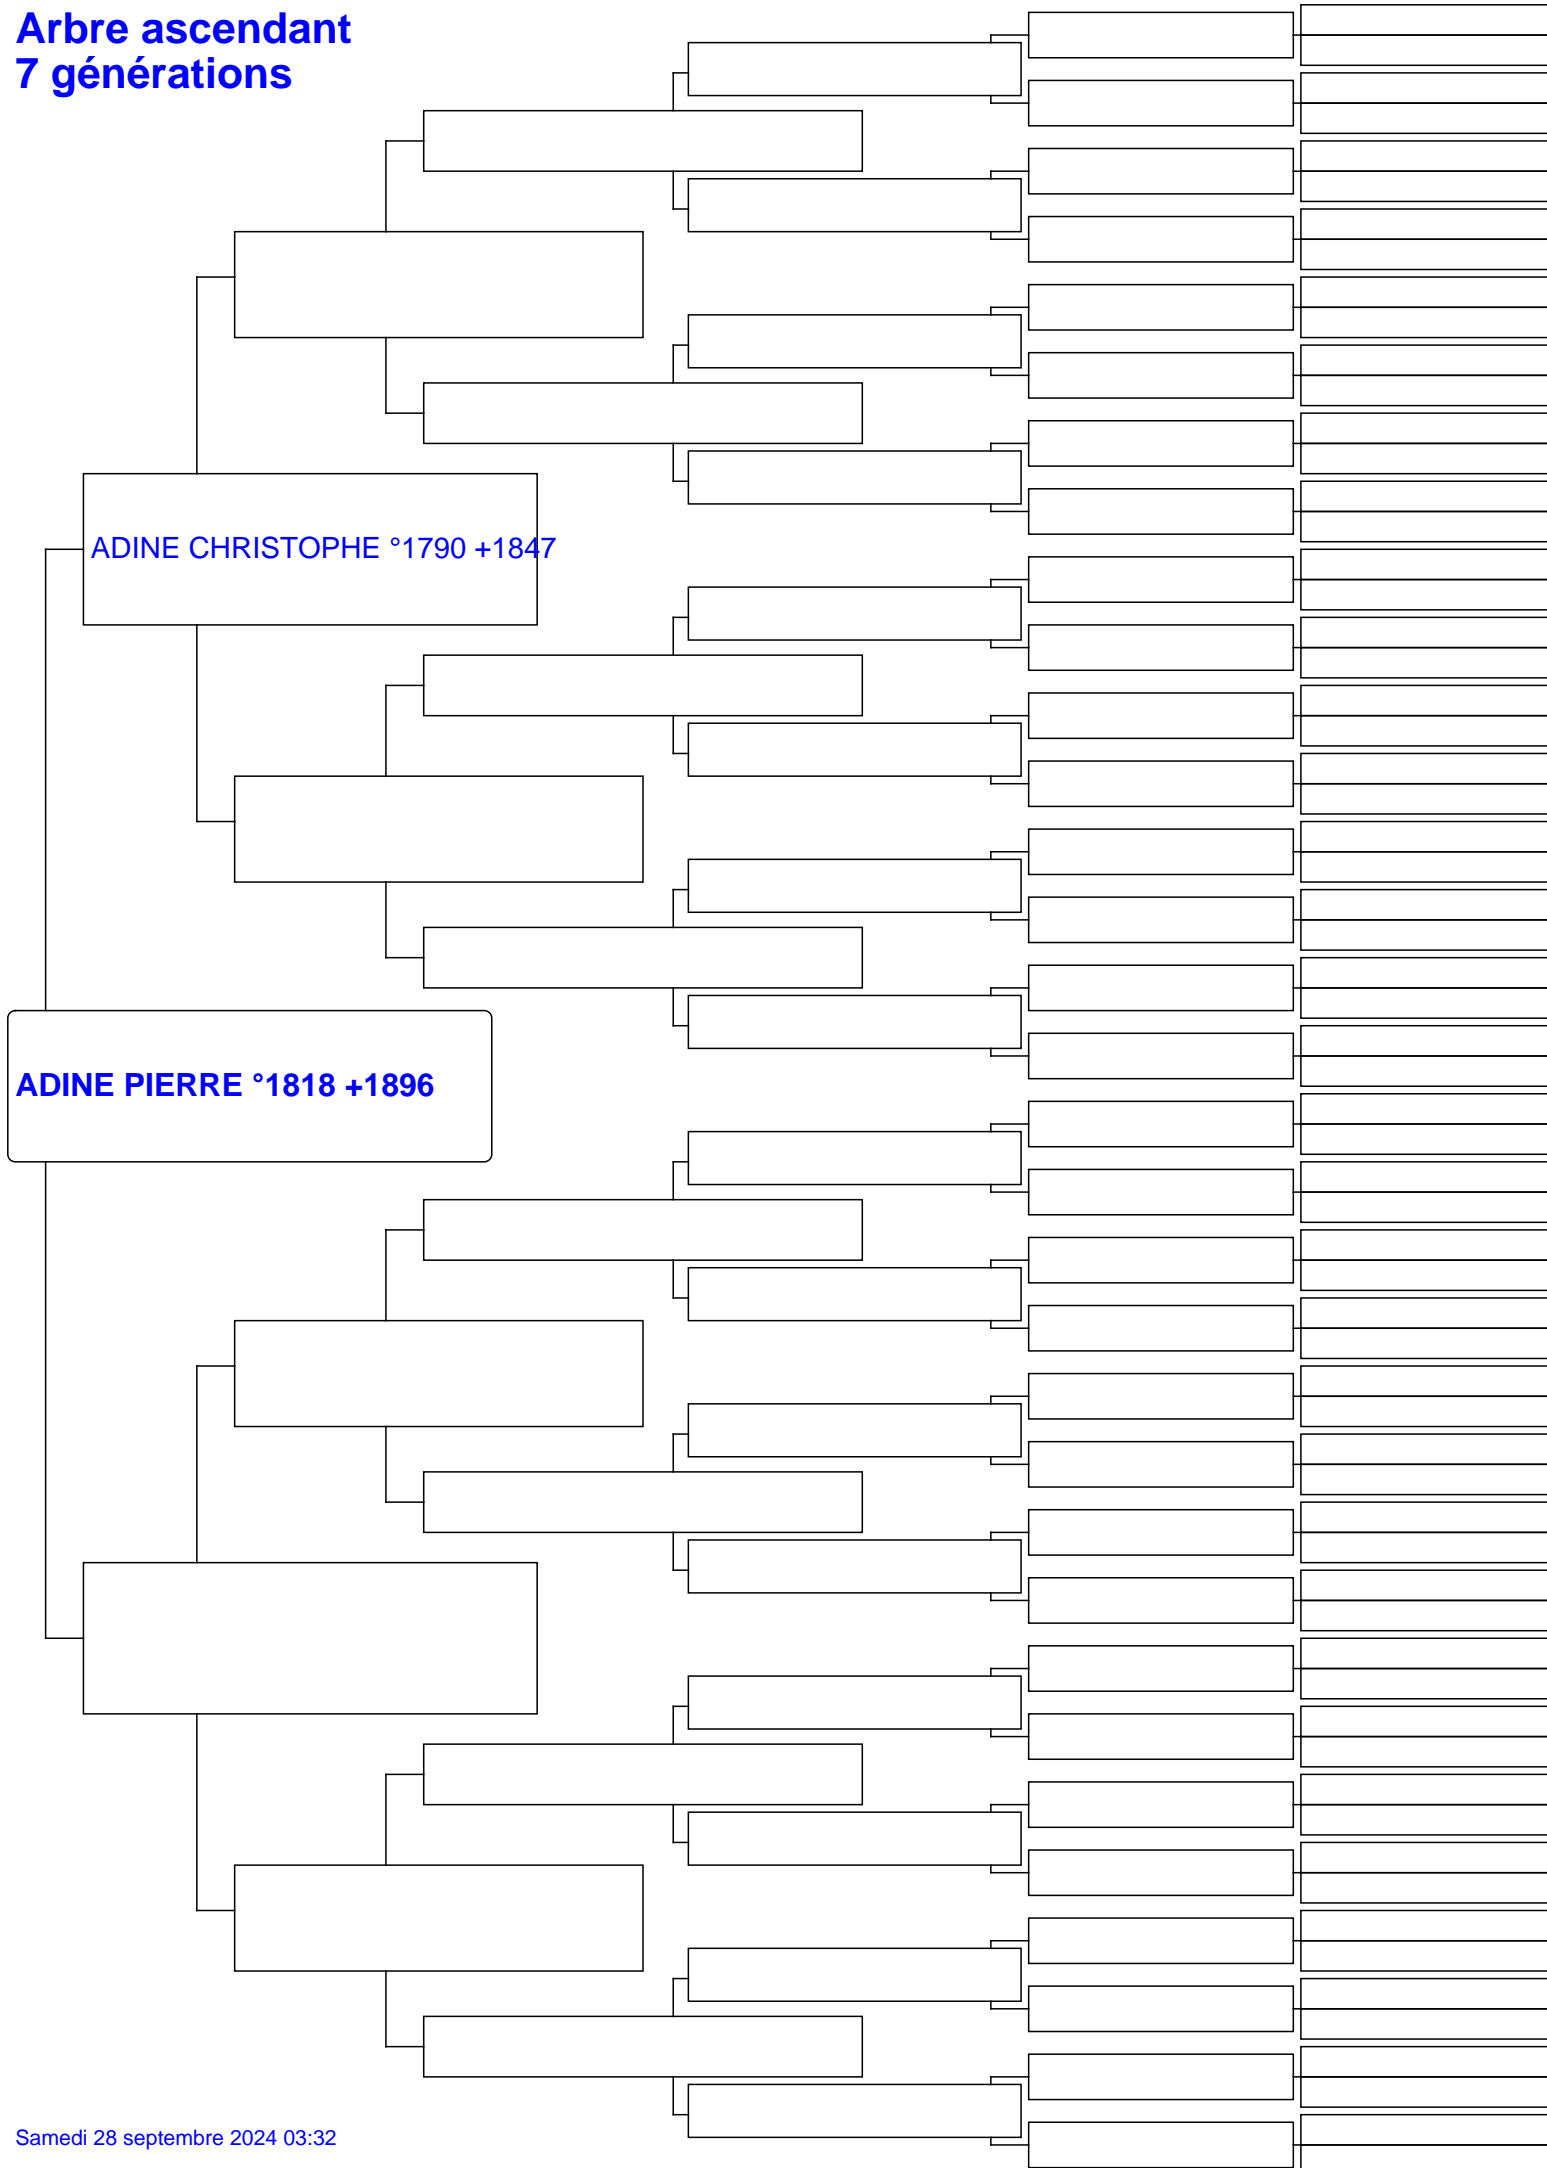 Arbre ascendant
7 générations
ADINE CHRISTOPHE °1790 +1847
ADINE PIERRE °1818 +1896
Samedi 28 septembre 2024 03:32